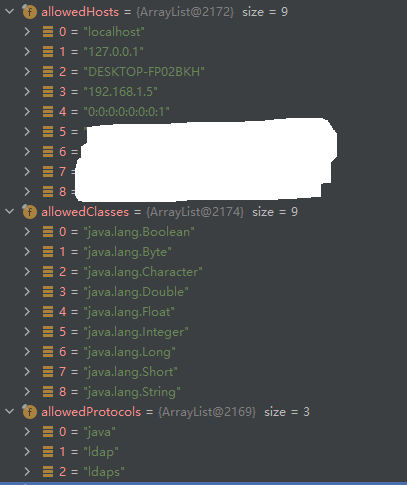 allowedHosts = {ArrayList@2172} size = 9
0 = "localhost"
1 = "127.0.0.1"
2 = "DESKTOP-FP02BKH"
3 = "192.168.1.5"
4 = "0:0:0:0:0:0:0:1"
5 =
6 =
7 =
8 =
allowedClasses = {ArrayList@2174} size = 9
0 = "java.lang.Boolean"
1 = "java.lang.Byte"
2 = "java.lang.Character"
3 = "java.lang.Double"
4 = "java.lang.Float"
5 = "java.lang.Integer"
6 = "java.lang.Long"
7 = "java.lang.Short"
8 = "java.lang.String"
allowedProtocols = {ArrayList@2169} size = 3
0 = "java"
1 = "ldap"
2 = "ldaps"